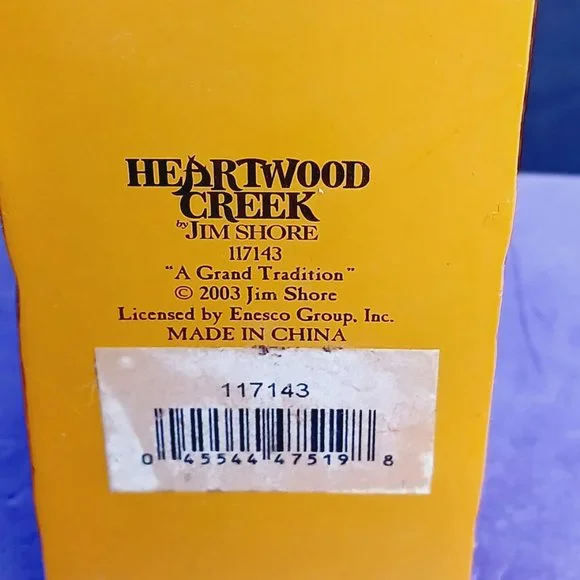 HEARTWOOD
CREEK
by JIM SHORE
117143
"A Grand Tradition"
© 2003 Jim Shore
Licensed by Enesco Group, Inc.
MADE IN CHINA
117143
0 45544 47519 8